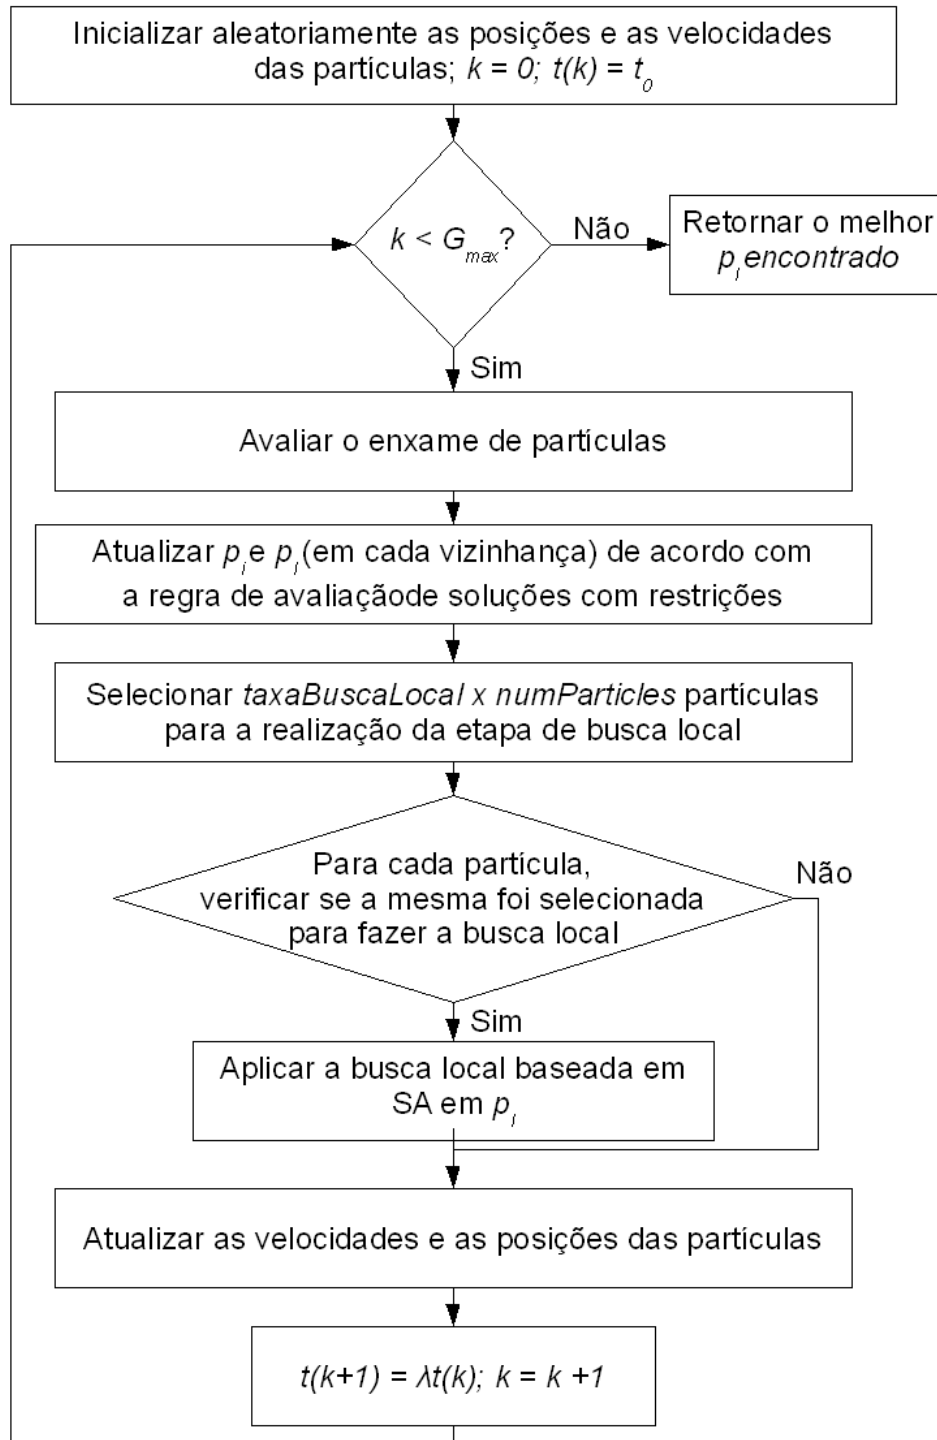 Inicializar aleatoriamente as posições e as velocidades
das partículas; k = 0; t(k) = t₀
k < Gmax?
Não
Retornar o melhor
pₗ encontrado
Sim
Avaliar o enxame de partículas
Atualizar pᵢ e pₗ (em cada vizinhança) de acordo com
a regra de avaliaçãode soluções com restrições
Selecionar taxaBuscaLocal x numParticles partículas
para a realização da etapa de busca local
Para cada partícula,
verificar se a mesma foi selecionada
para fazer a busca local
Não
Sim
Aplicar a busca local baseada em
SA em pₗ
Atualizar as velocidades e as posições das partículas
t(k+1) = λt(k); k = k +1